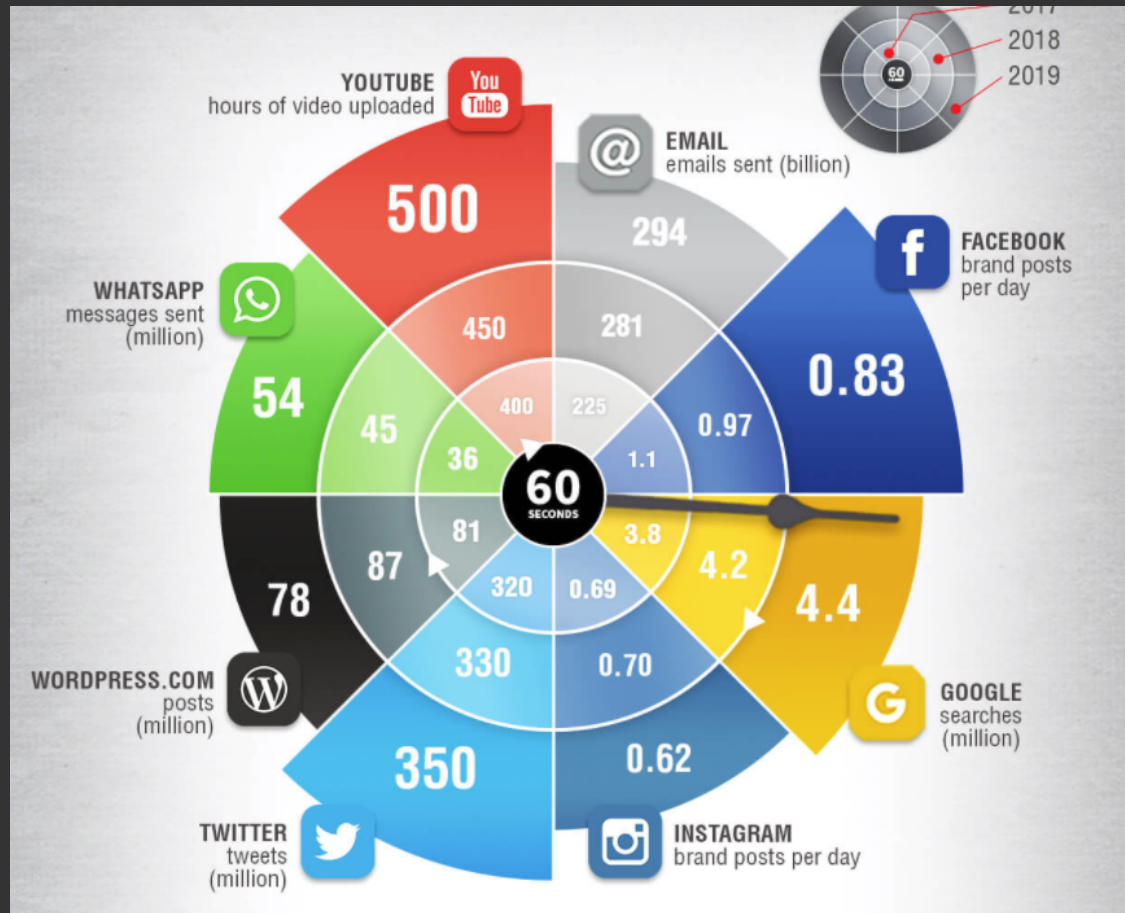 2017
2018
2019
60
YOUTUBE
hours of video uploaded
You
Tube
EMAIL
emails sent (billion)
@
FACEBOOK
brand posts
per day
f
WHATSAPP
messages sent
(million)
500
294
0.83
450
281
0.97
400
225
1.1
54
45
36
60
SECONDS
3.8
4.2
4.4
81
87
78
320
0.69
330
0.70
350
0.62
WORDPRESS.COM
posts
(million)
W
G
GOOGLE
searches
(million)
TWITTER
tweets
(million)
INSTAGRAM
brand posts per day